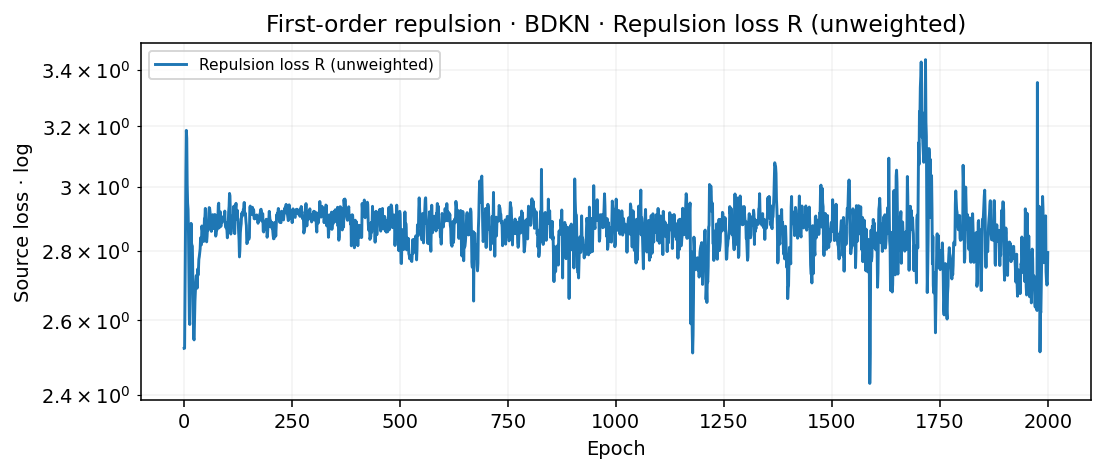 First-order repulsion · BDKN · Repulsion loss R (unweighted)
Repulsion loss R (unweighted)
Source loss · log
3.4 × 10⁰
3.2 × 10⁰
3 × 10⁰
2.8 × 10⁰
2.6 × 10⁰
2.4 × 10⁰
0 250 500 750 1000 1250 1500 1750 2000
Epoch